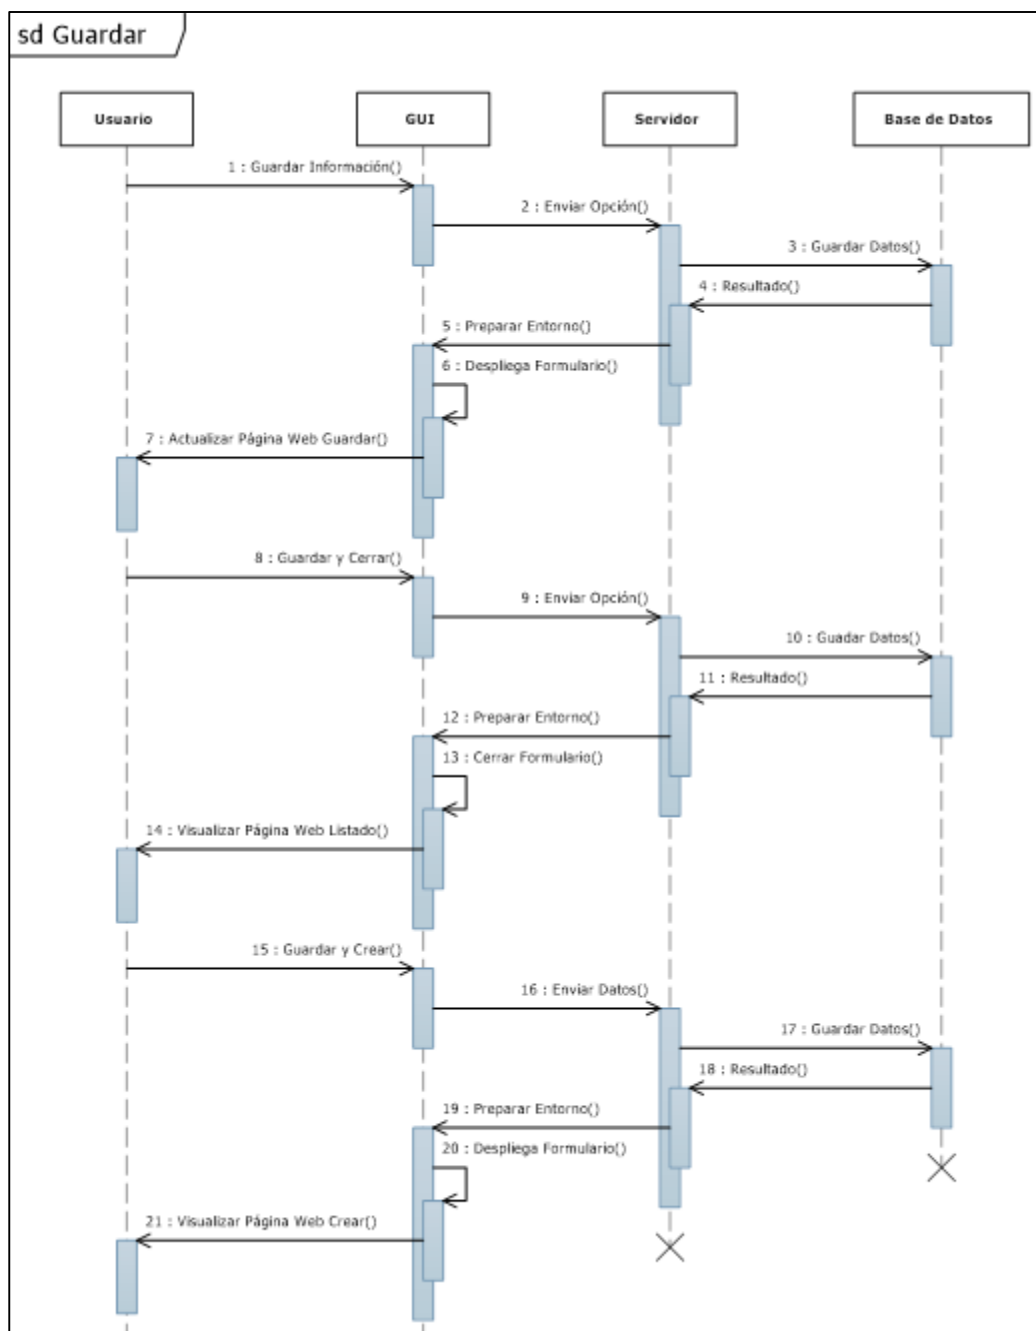 sd Guardar
Usuario
GUI
Servidor
Base de Datos
1 : Guardar Información()
2 : Enviar Opción()
3 : Guardar Datos()
4 : Resultado()
5 : Preparar Entorno()
6 : Despliega Formulario()
7 : Actualizar Página Web Guardar()
8 : Guardar y Cerrar()
9 : Enviar Opción()
10 : Guadar Datos()
11 : Resultado()
12 : Preparar Entorno()
13 : Cerrar Formulario()
14 : Visualizar Página Web Listado()
15 : Guardar y Crear()
16 : Enviar Datos()
17 : Guardar Datos()
18 : Resultado()
19 : Preparar Entorno()
20 : Despliega Formulario()
21 : Visualizar Página Web Crear()